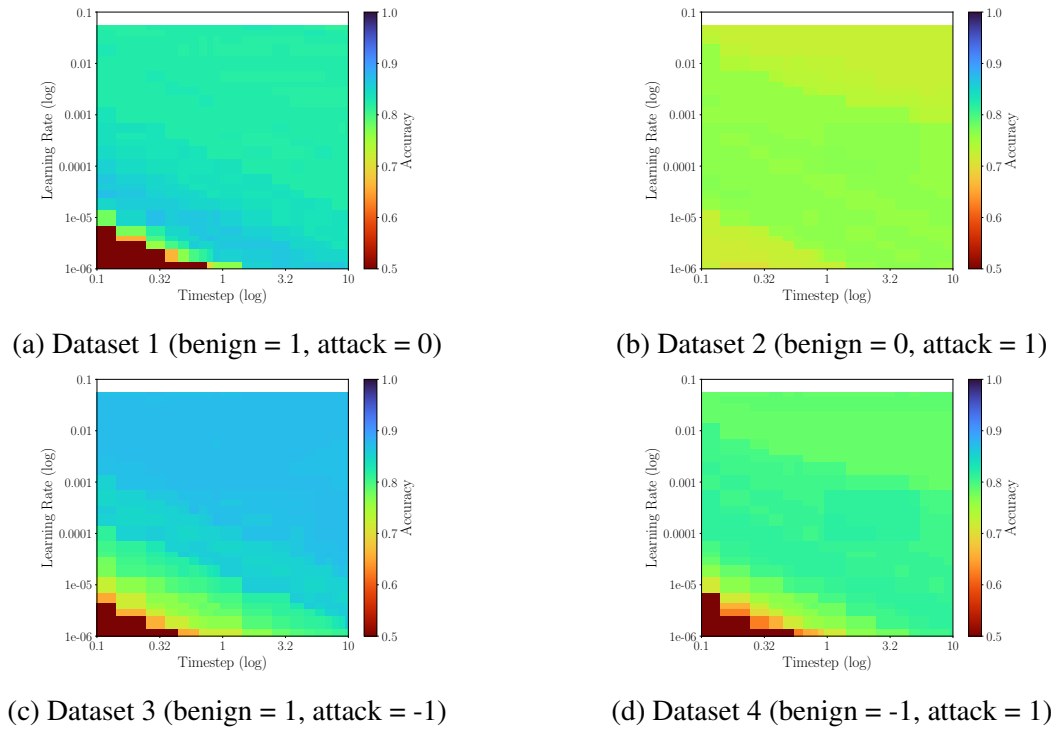 0.1
0.01
0.001
0.0001
1e-05
1e-06
Learning Rate (log)
0.1
0.32
1
3.2
10
Timestep (log)
1.0
0.9
0.8
0.7
0.6
0.5
Accuracy
(a) Dataset 1 (benign = 1, attack = 0)
0.1
0.01
0.001
0.0001
1e-05
1e-06
Learning Rate (log)
0.1
0.32
1
3.2
10
Timestep (log)
1.0
0.9
0.8
0.7
0.6
0.5
Accuracy
(b) Dataset 2 (benign = 0, attack = 1)
0.1
0.01
0.001
0.0001
1e-05
1e-06
Learning Rate (log)
0.1
0.32
1
3.2
10
Timestep (log)
1.0
0.9
0.8
0.7
0.6
0.5
Accuracy
(c) Dataset 3 (benign = 1, attack = -1)
0.1
0.01
0.001
0.0001
1e-05
1e-06
Learning Rate (log)
0.1
0.32
1
3.2
10
Timestep (log)
1.0
0.9
0.8
0.7
0.6
0.5
Accuracy
(d) Dataset 4 (benign = -1, attack = 1)